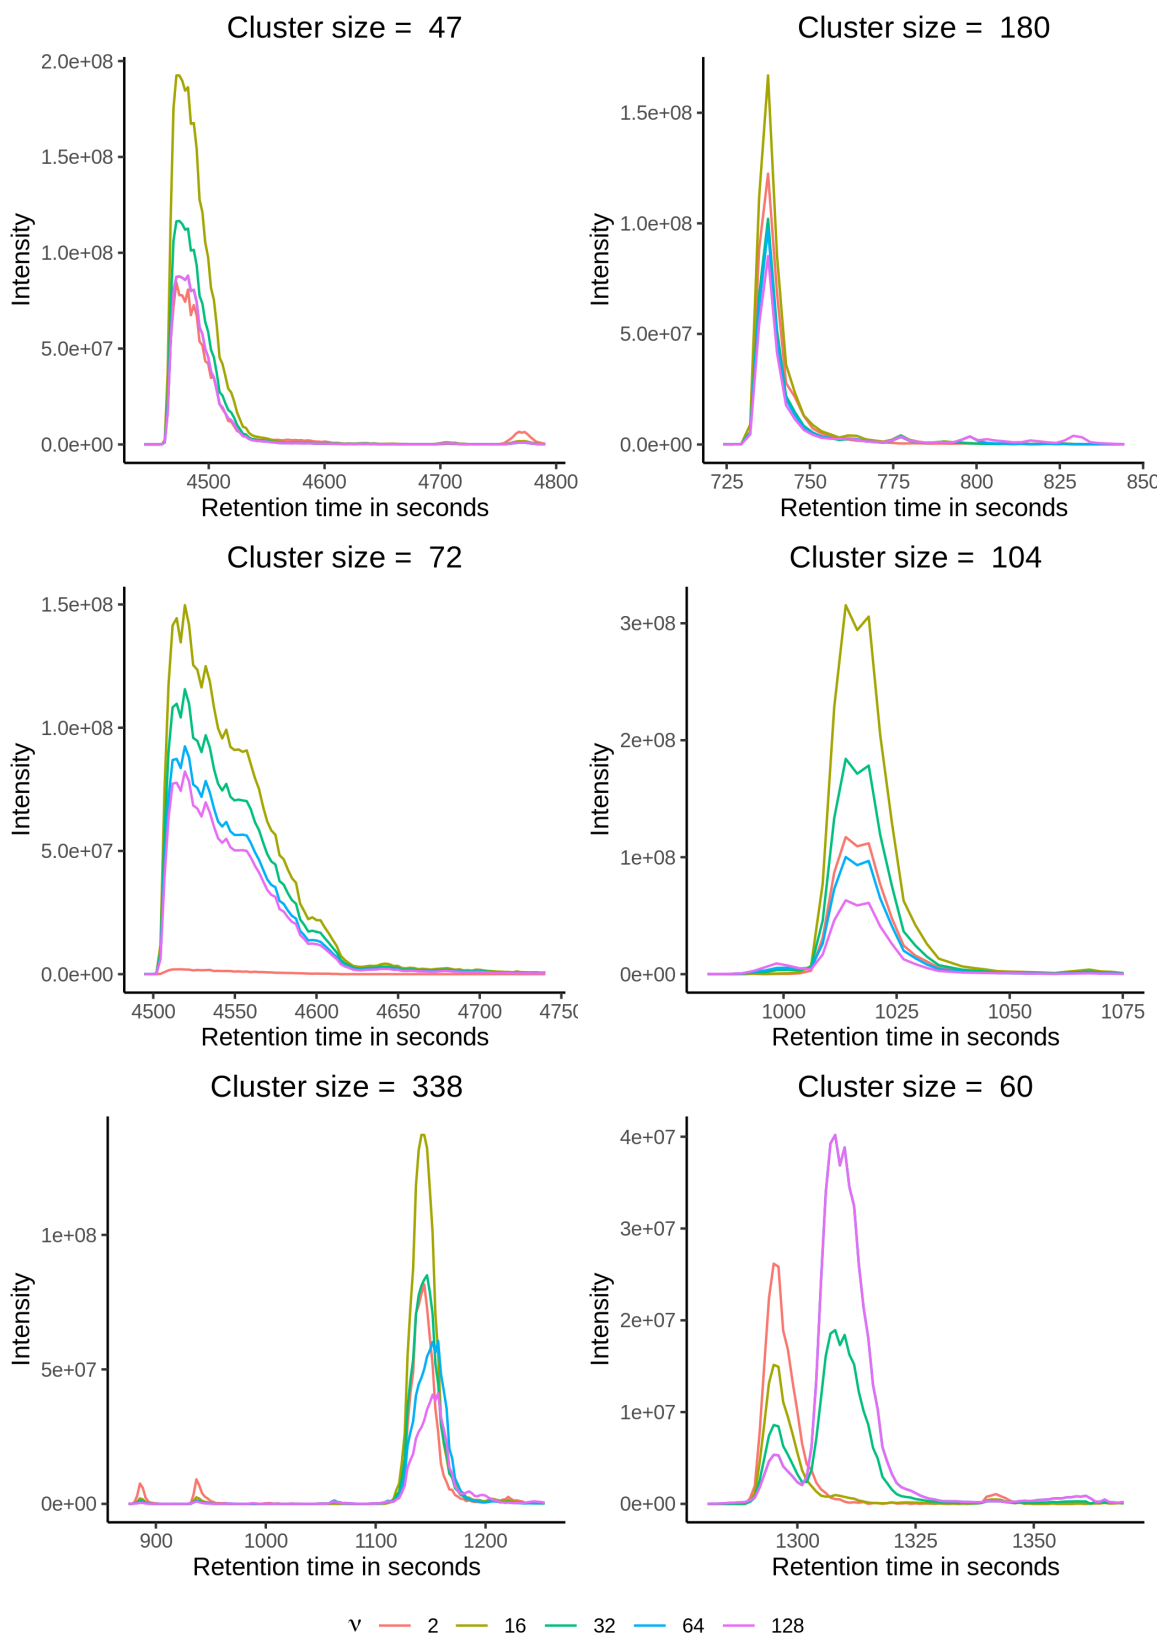 Cluster size =  47
2.0e+08
1.5e+08
1.0e+08
5.0e+07
0.0e+00
Intensity
4500 4600 4700 4800
Retention time in seconds
Cluster size =  180
1.5e+08
1.0e+08
5.0e+07
0.0e+00
Intensity
725 750 775 800 825 850
Retention time in seconds
Cluster size =  72
1.5e+08
1.0e+08
5.0e+07
0.0e+00
Intensity
4500 4550 4600 4650 4700 4750
Retention time in seconds
Cluster size =  104
3e+08
2e+08
1e+08
0e+00
Intensity
1000 1025 1050 1075
Retention time in seconds
Cluster size =  338
1e+08
5e+07
0e+00
Intensity
900 1000 1100 1200
Retention time in seconds
Cluster size =  60
4e+07
3e+07
2e+07
1e+07
0e+00
Intensity
1300 1325 1350
Retention time in seconds
ν 2 16 32 64 128